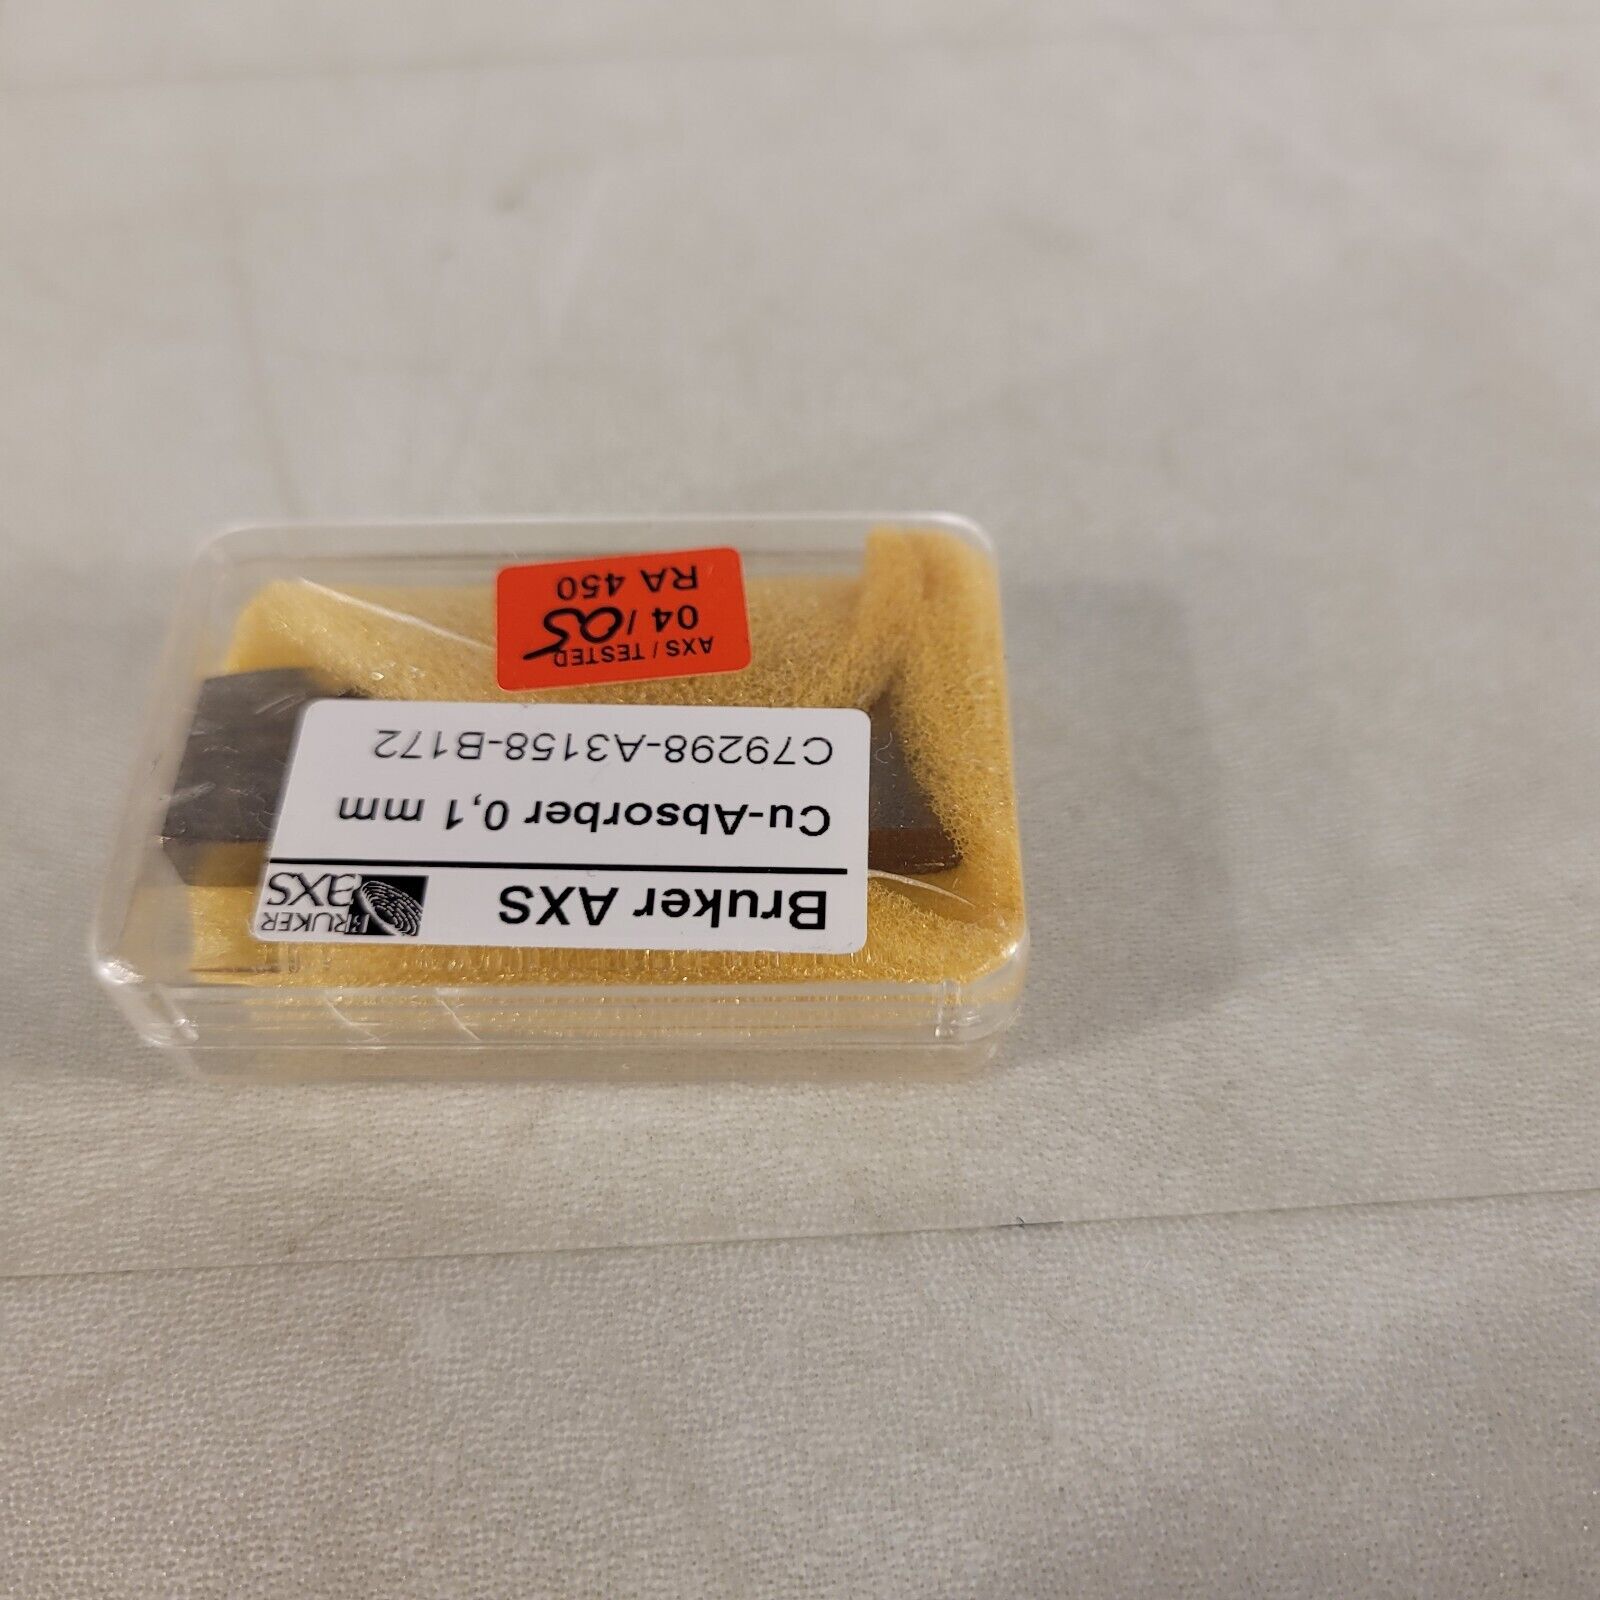 Bruker AXS
BRUKER
aXS
Cu-Absorber 0,1 mm
C79298-A3158-B172
AXS / TESTED
04 / 05
RA 450